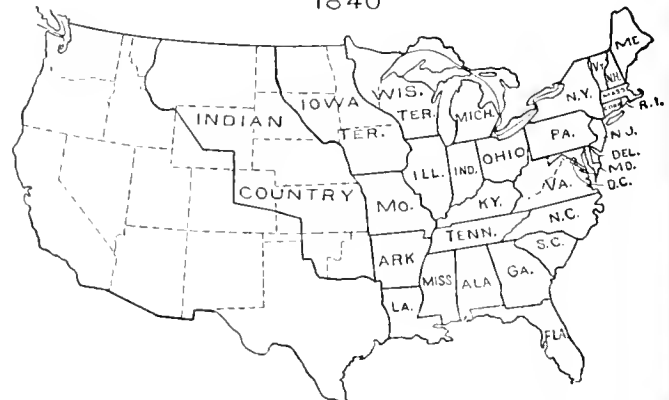 1840
ME.
VT.
N.H.
MASS.
CONN.
R.I.
N.Y.
WIS.
TER.
MICH.
IOWA
TER.
INDIAN
COUNTRY
PA.
N.J.
DEL.
MD.
D.C.
OHIO
IND.
ILL.
VA.
KY.
MO.
N.C.
TENN.
S.C.
ARK
GA.
ALA
MISS
LA.
FLA.